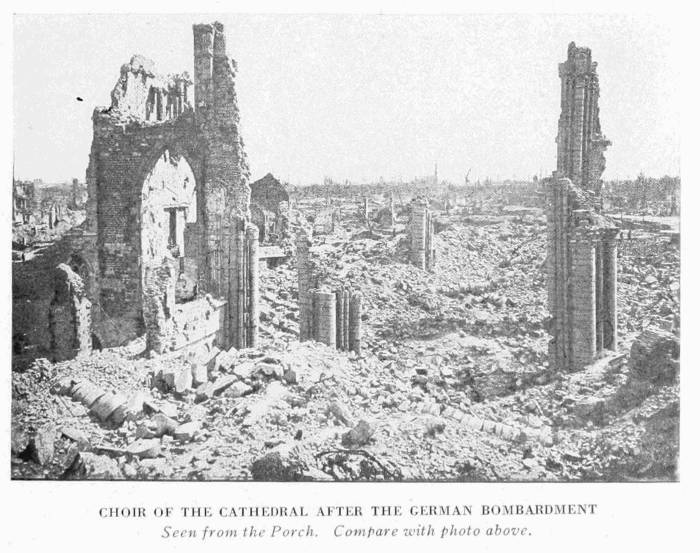 CHOIR OF THE CATHEDRAL AFTER THE GERMAN BOMBARDMENT
Seen from the Porch. Compare with photo above.